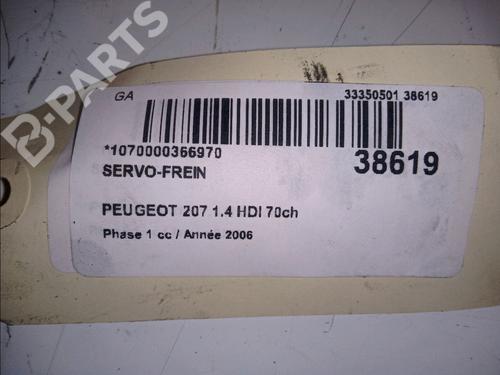 B-PARTS
GA
33350501 38619
*1070000366970
38619
SERVO-FREIN
PEUGEOT 207 1.4 HDI 70ch
Phase 1 cc / Année 2006